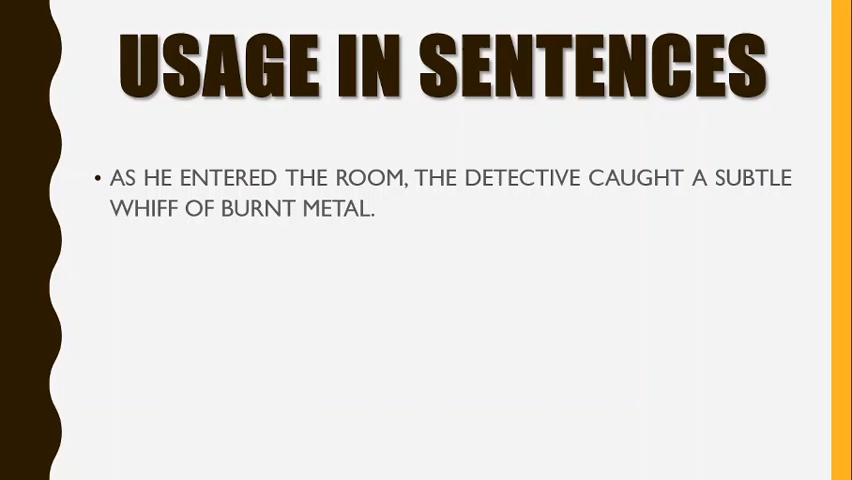 USAGE IN SENTENCES
• AS HE ENTERED THE ROOM, THE DETECTIVE CAUGHT A SUBTLE
WHIFF OF BURNT METAL.